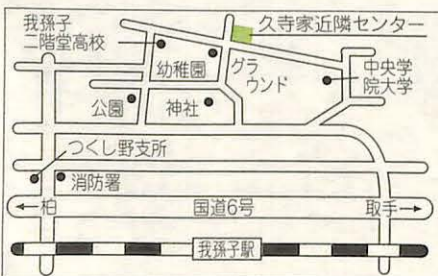 我孫子
二階堂高校
久寺家近隣センター
幼稚園
グラ
ウンド
中央学
院大学
公園
神社
つくし野支所
消防署
←柏
国道6号
取手→
我孫子駅